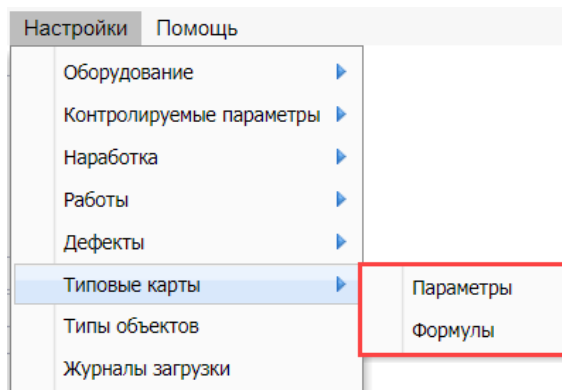 Настройки Помощь
Оборудование
Контролируемые параметры
Наработка
Работы
Дефекты
Типовые карты
Параметры
Типы объектов
Формулы
Журналы загрузки